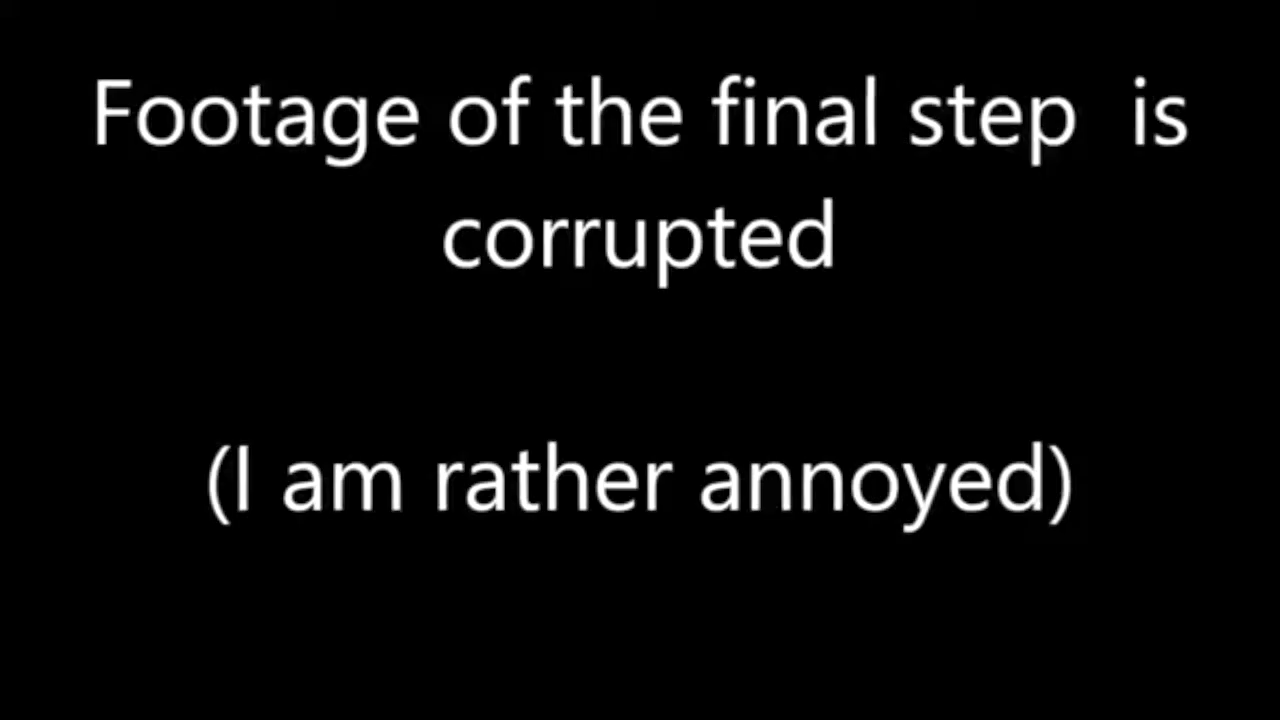 Footage of the final step  is
corrupted
(I am rather annoyed)